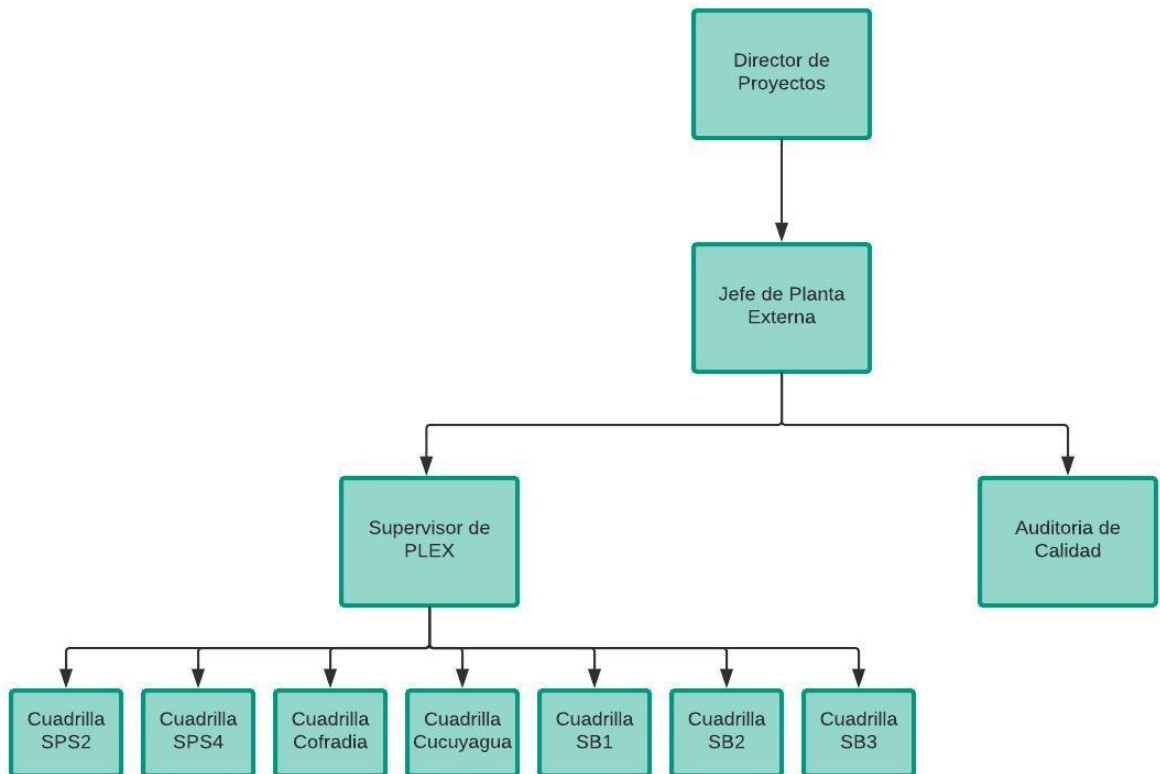 Director de
Proyectos
Jefe de Planta
Externa
Supervisor de
PLEX
Auditoria de
Calidad
Cuadrilla
SPS2
Cuadrilla
SPS4
Cuadrilla
Cofradia
Cuadrilla
Cucuyagua
Cuadrilla
SB1
Cuadrilla
SB2
Cuadrilla
SB3